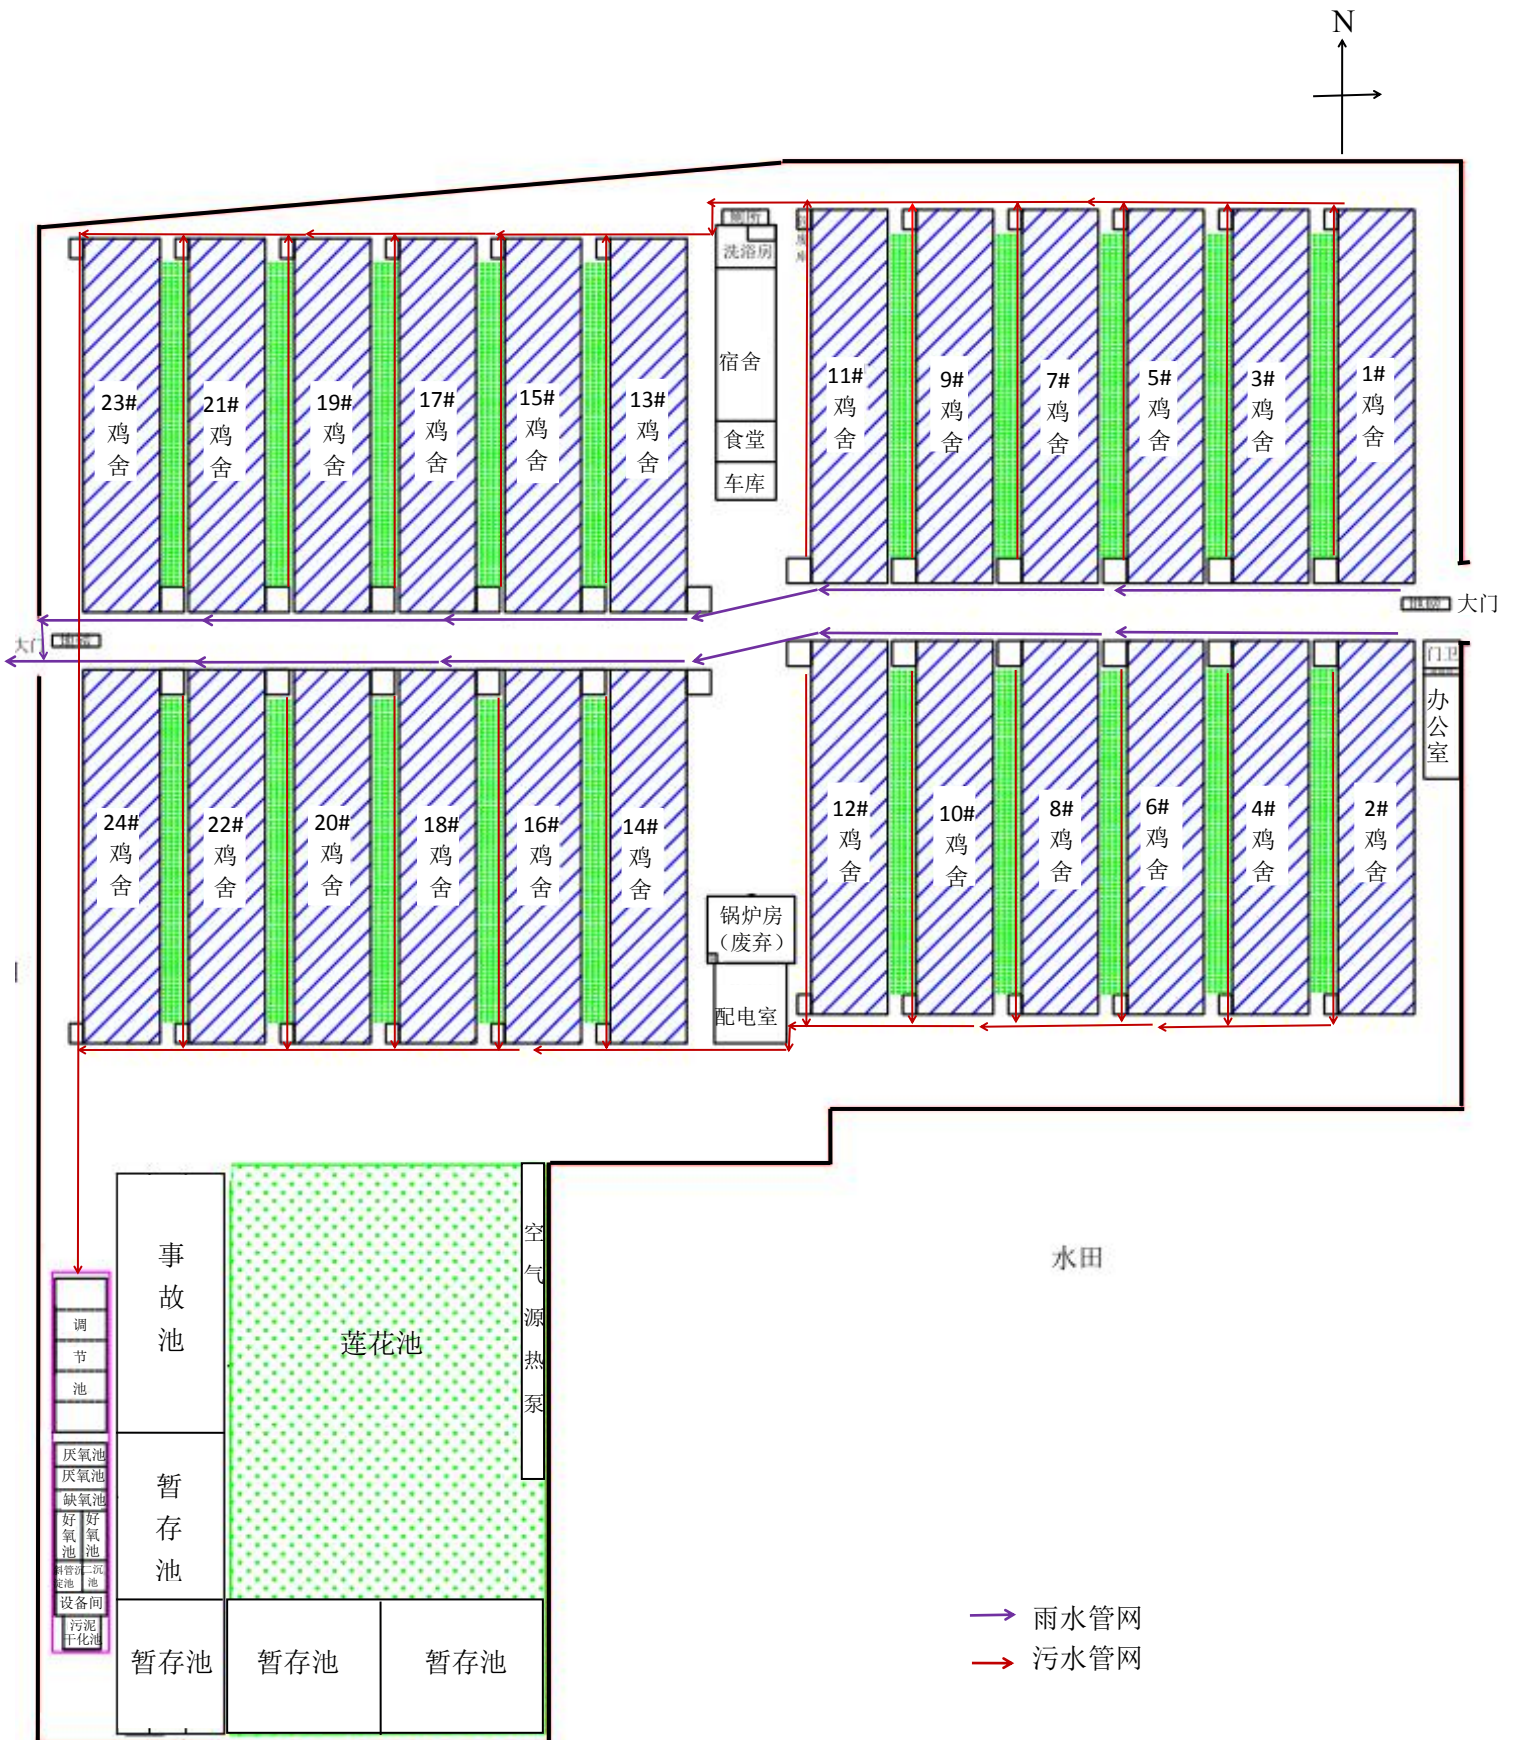 N
厕所
洗浴房
宿舍
食堂
车库
23#
鸡
舍
21#
鸡
舍
19#
鸡
舍
17#
鸡
舍
15#
鸡
舍
13#
鸡
舍
11#
鸡
舍
9#
鸡
舍
7#
鸡
舍
5#
鸡
舍
3#
鸡
舍
1#
鸡
舍
大门
大门
门卫
办
公
室
24#
鸡
舍
22#
鸡
舍
20#
鸡
舍
18#
鸡
舍
16#
鸡
舍
14#
鸡
舍
12#
鸡
舍
10#
鸡
舍
8#
鸡
舍
6#
鸡
舍
4#
鸡
舍
2#
鸡
舍
锅炉房
（废弃）
配电室
事
故
池
莲花池
空
气
源
热
泵
水田
调
节
池
厌氧池
厌氧池
缺氧池
好
氧
池
好
氧
池
斜管沉
淀池
二沉
池
设备间
污泥
干化池
暂
存
池
暂存池
暂存池
暂存池
雨水管网
污水管网